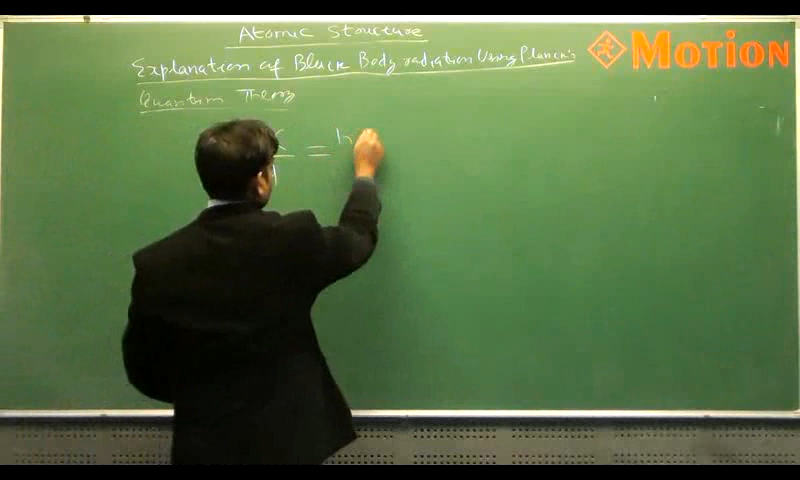 Atomic Structure
Explanation of Black Body radiation Using Planck's
MOTION
Quantum Theory
= h